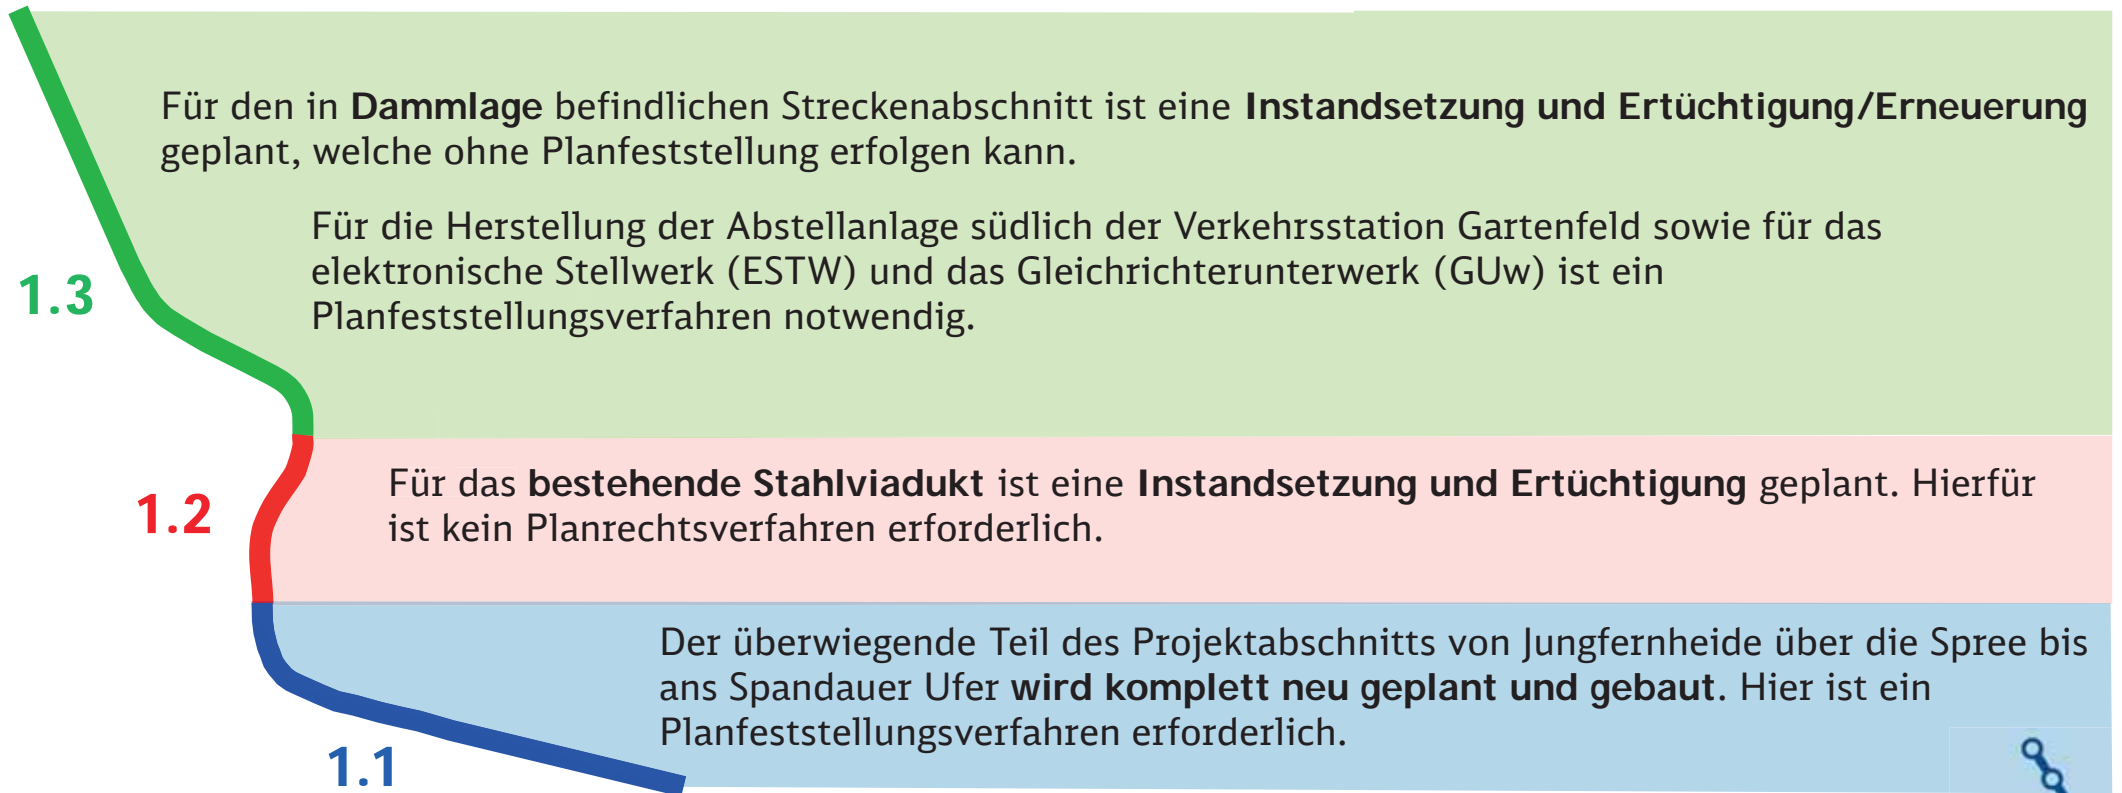 Für den in Dammlage befindlichen Streckenabschnitt ist eine Instandsetzung und Ertüchtigung/Erneuerung
geplant, welche ohne Planfeststellung erfolgen kann.
Für die Herstellung der Abstellanlage südlich der Verkehrsstation Gartenfeld sowie für das
elektronische Stellwerk (ESTW) und das Gleichrichterunterwerk (GUw) ist ein
Planfeststellungsverfahren notwendig.
1.3
Für das bestehende Stahlviadukt ist eine Instandsetzung und Ertüchtigung geplant. Hierfür
ist kein Planrechtsverfahren erforderlich.
1.2
Der überwiegende Teil des Projektabschnitts von Jungfernheide über die Spree bis
ans Spandauer Ufer wird komplett neu geplant und gebaut. Hier ist ein
Planfeststellungsverfahren erforderlich.
1.1